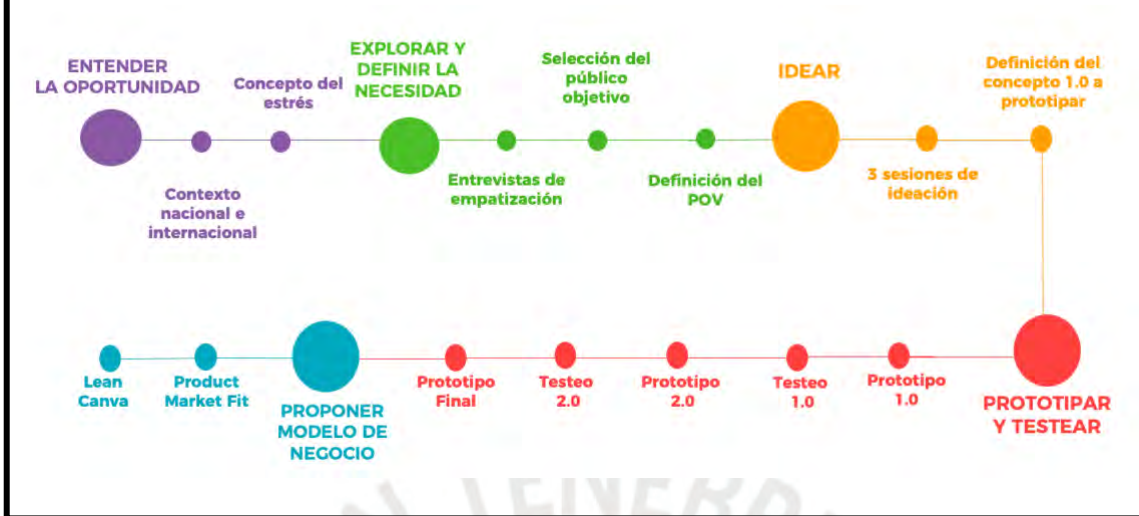 ENTENDER
LA OPORTUNIDAD
Contexto
nacional e
internacional
Concepto del
estrés
EXPLORAR Y
DEFINIR LA
NECESIDAD
Entrevistas de
empatización
Selección del
público
objetivo
Definición del
POV
IDEAR
3 sesiones de
ideación
Definición del
concepto 1.0 a
prototipar
PROTOTIPAR
Y TESTEAR
Prototipo
1.0
Testeo
1.0
Prototipo
2.0
Testeo
2.0
Prototipo
Final
PROPONER
MODELO DE
NEGOCIO
Product
Market Fit
Lean
Canva
TENEBR